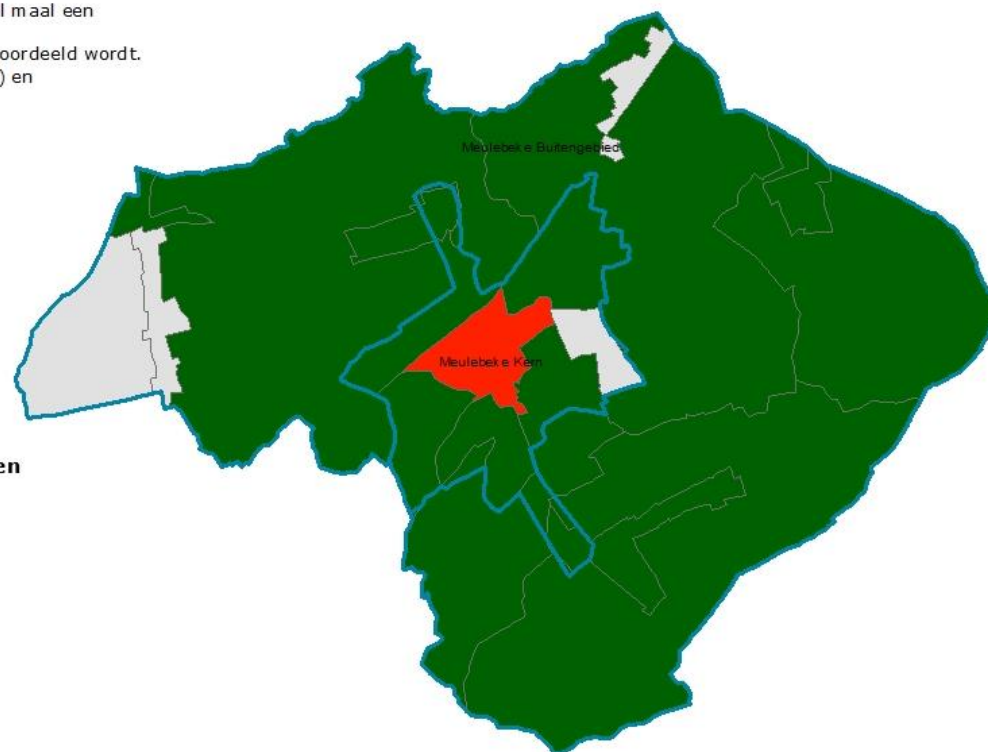 l maal een
oordeeld wordt.
) en
Meulebeke Buitengebied
Meulebeke Kern
en